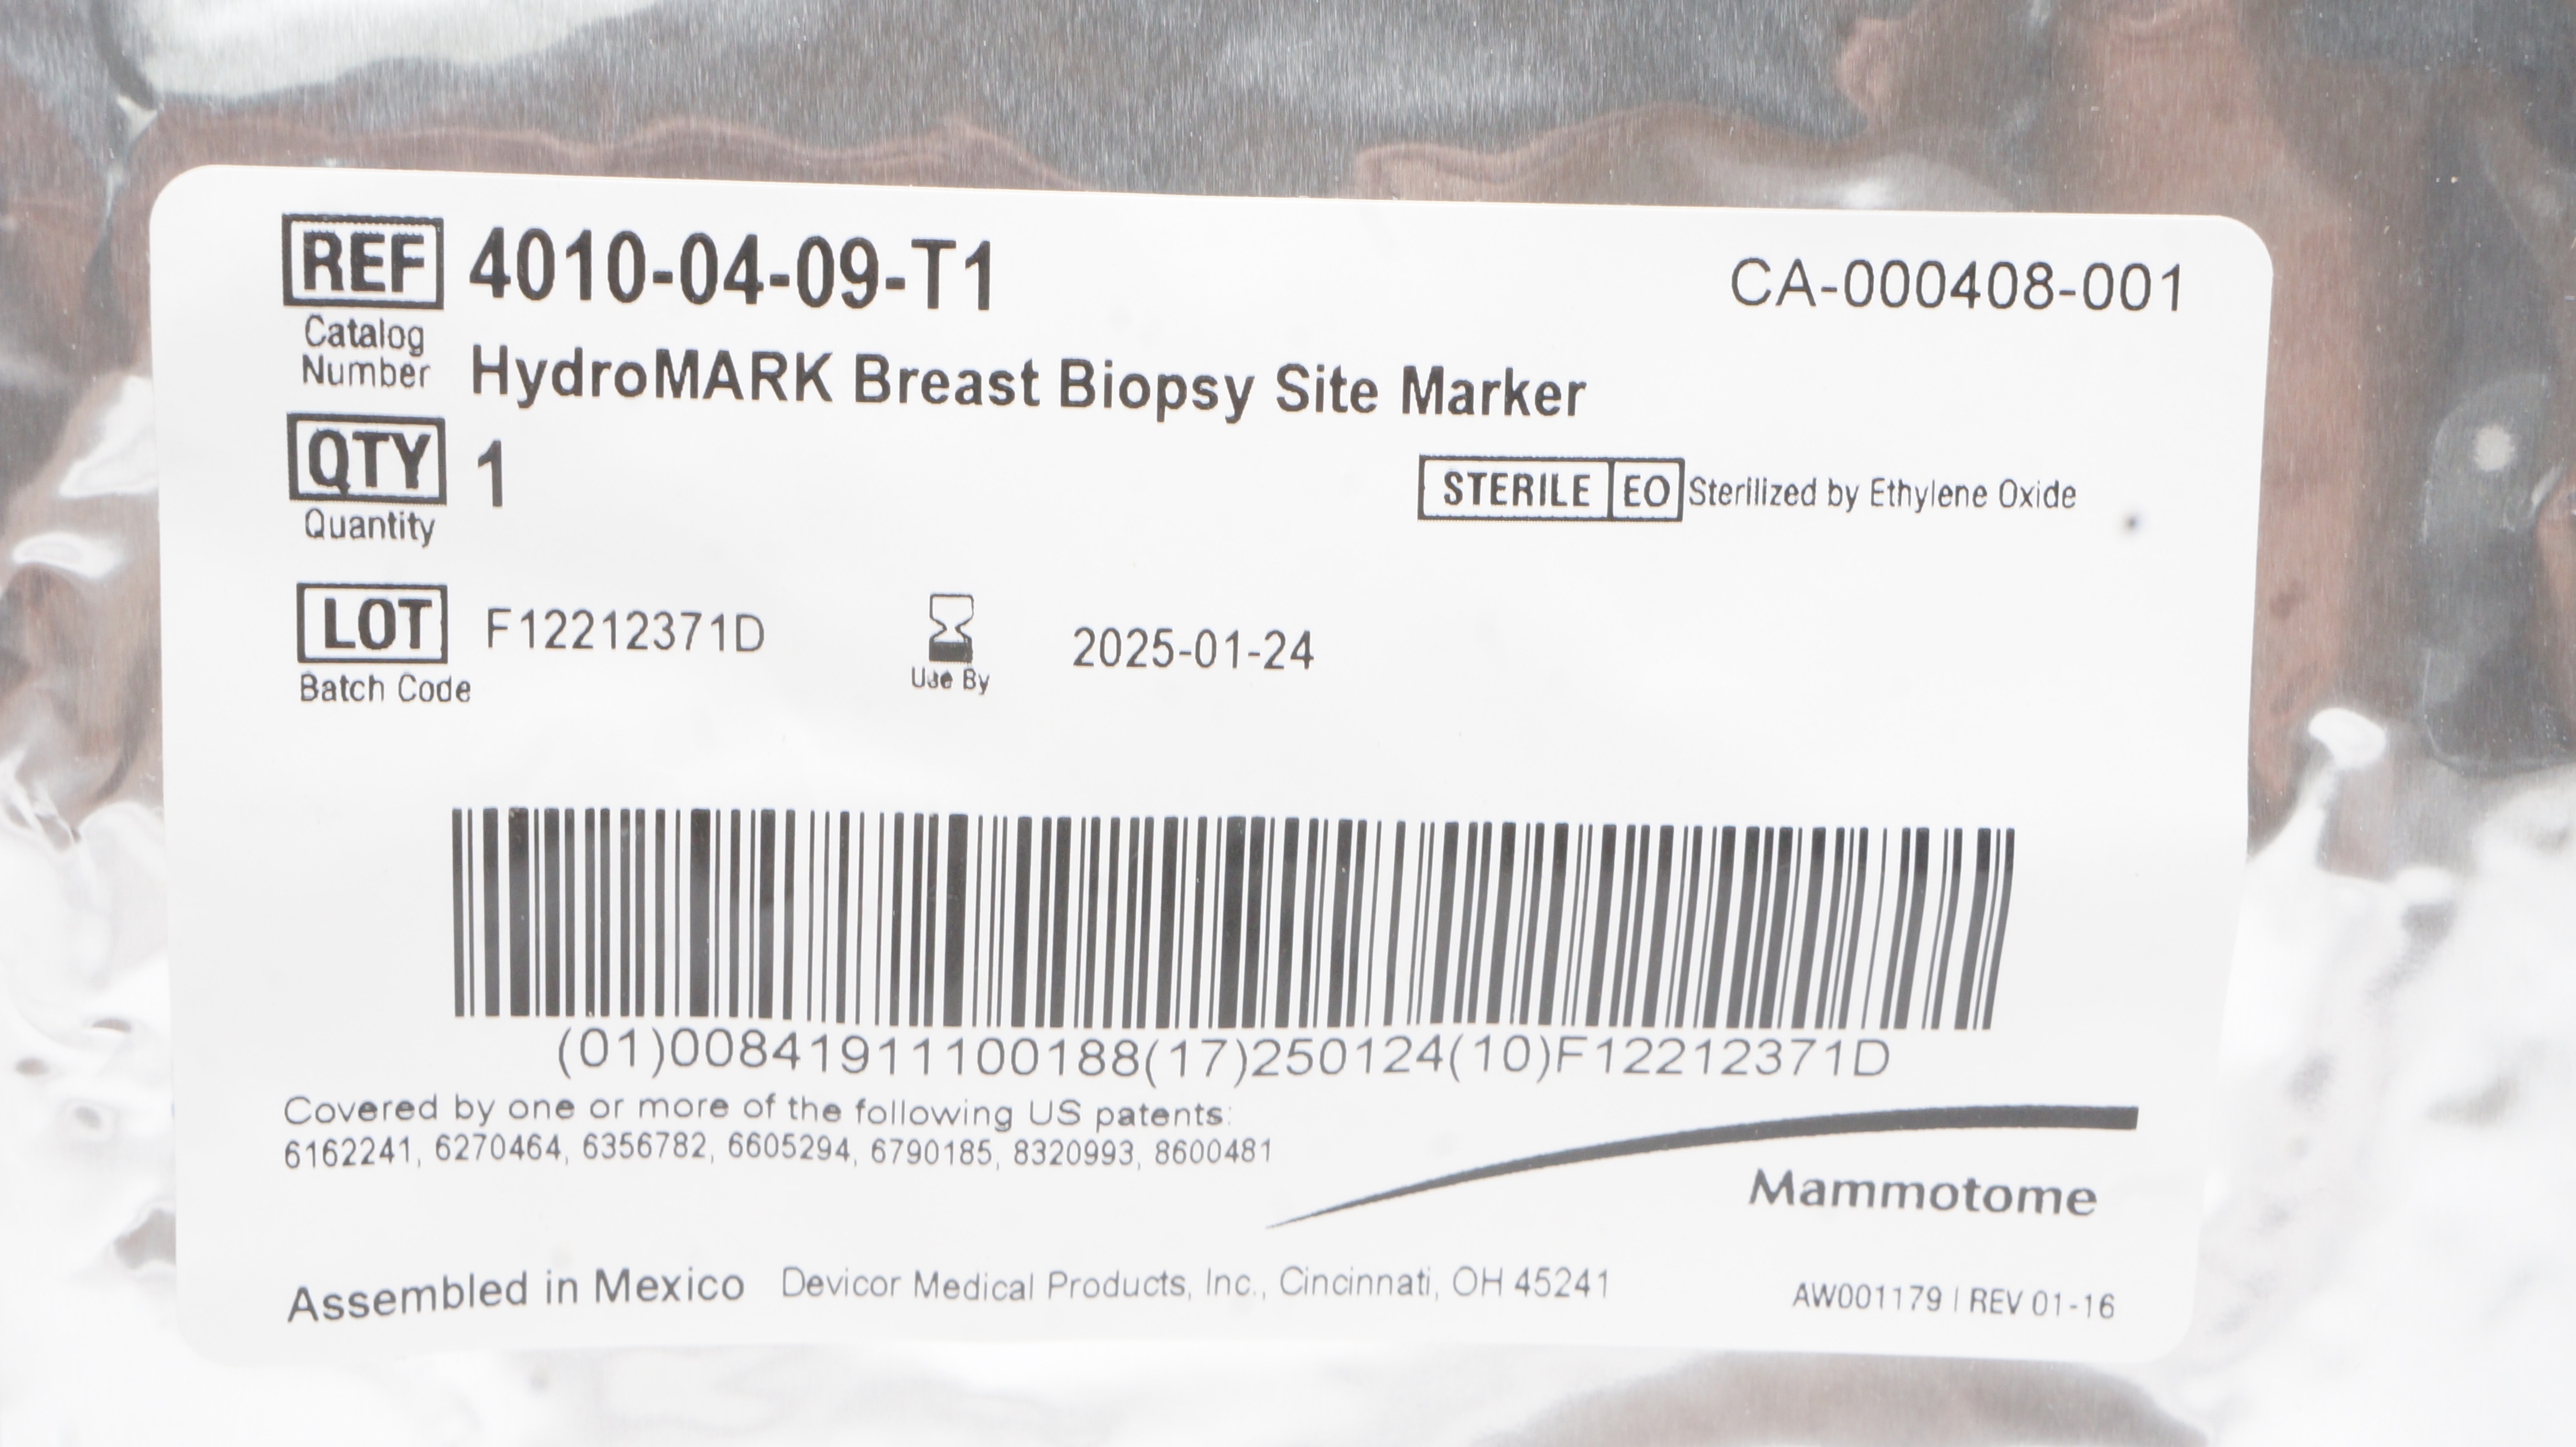 REF 4010-04-09-T1 CA-000408-001
Catalog
Number
HydroMARK Breast Biopsy Site Marker
QTY 1
Quantity
STERILE EO Sterilized by Ethylene Oxide
LOT F12212371D
Batch Code
Use By
2025-01-24
(01)00841911100188(17)250124(10)F12212371D
Covered by one or more of the following US patents:
6162241, 6270464, 6356782, 6605294, 6790185, 8320993, 8600481
Mammotome
Assembled in Mexico Devicor Medical Products, Inc., Cincinnati, OH 45241
AW001179 | REV 01-16